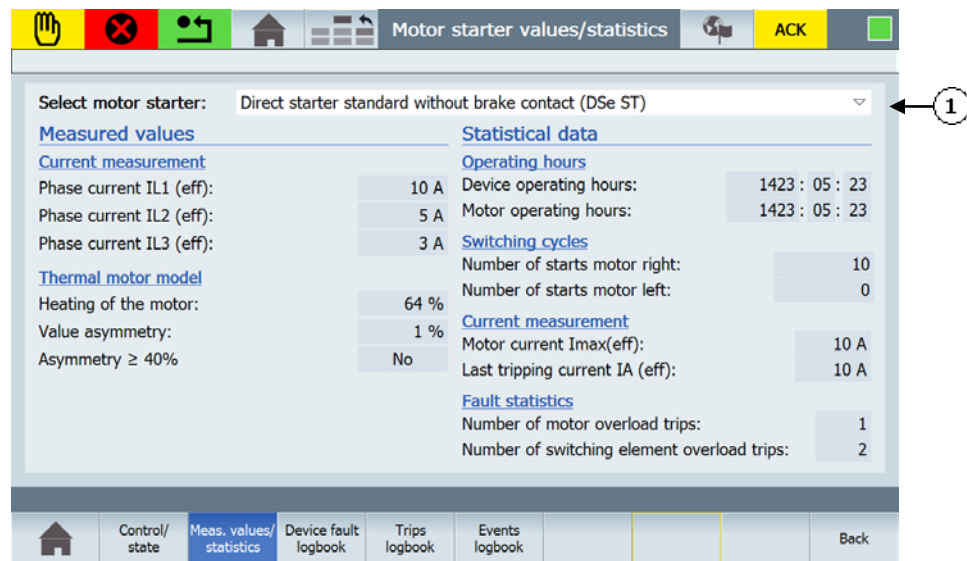 Motor starter values/statistics
ACK
Select motor starter: Direct starter standard without brake contact (DSe ST)
1
Measured values
Current measurement
Phase current IL1 (eff): 10 A
Phase current IL2 (eff): 5 A
Phase current IL3 (eff): 3 A
Thermal motor model
Heating of the motor: 64 %
Value asymmetry: 1 %
Asymmetry ≥ 40% No
Statistical data
Operating hours
Device operating hours: 1423 : 05 : 23
Motor operating hours: 1423 : 05 : 23
Switching cycles
Number of starts motor right: 10
Number of starts motor left: 0
Current measurement
Motor current Imax(eff): 10 A
Last tripping current IA (eff): 10 A
Fault statistics
Number of motor overload trips: 1
Number of switching element overload trips: 2
Control/
state
Meas. values/
statistics
Device fault
logbook
Trips
logbook
Events
logbook
Back